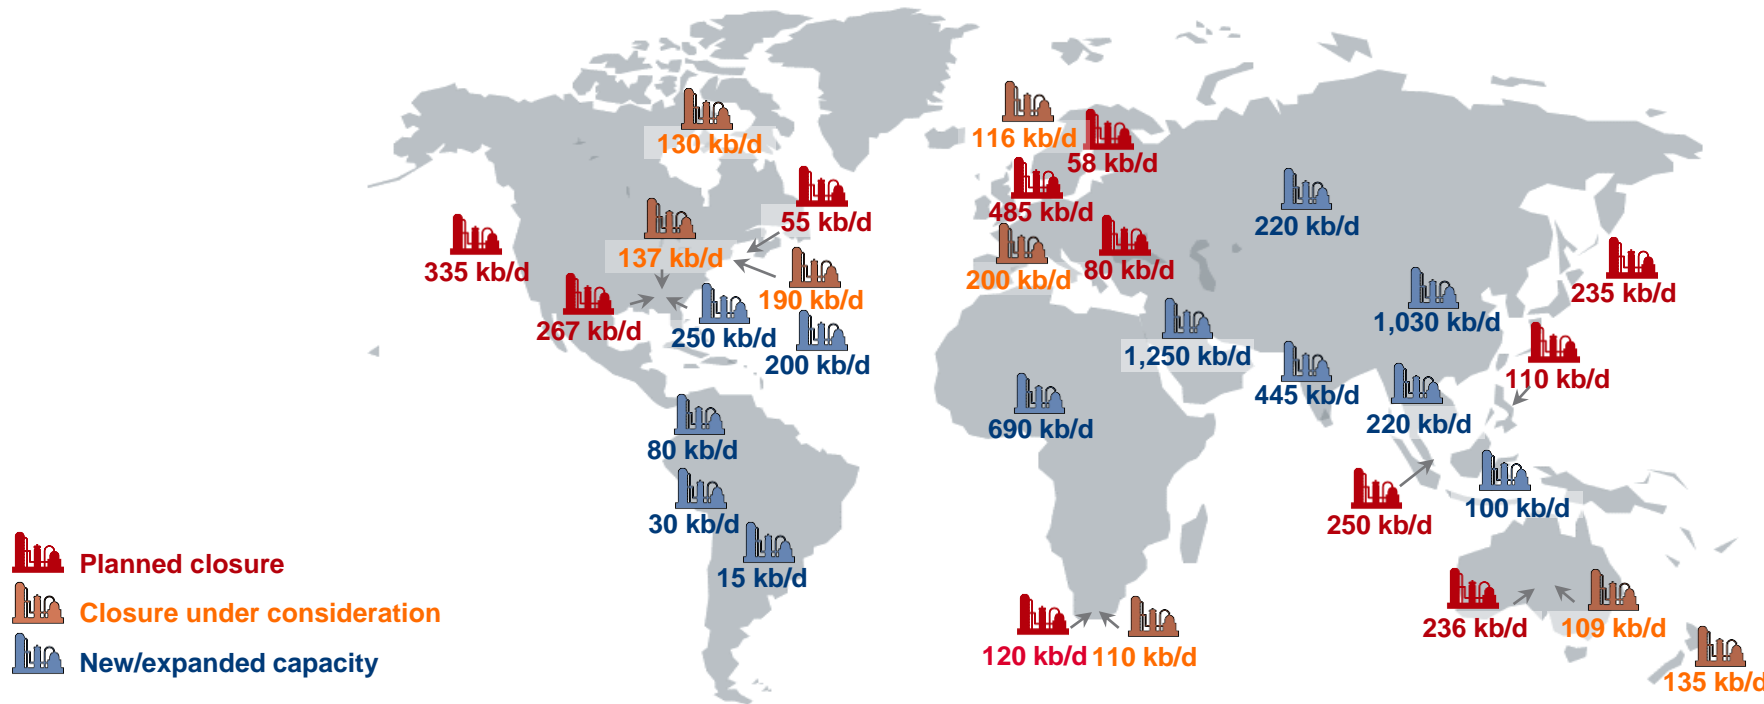 130 kb/d
116 kb/d
58 kb/d
55 kb/d
485 kb/d
220 kb/d
137 kb/d
335 kb/d
200 kb/d
80 kb/d
235 kb/d
190 kb/d
267 kb/d
250 kb/d
200 kb/d
1,030 kb/d
1,250 kb/d
110 kb/d
445 kb/d
690 kb/d
220 kb/d
80 kb/d
30 kb/d
100 kb/d
250 kb/d
15 kb/d
Planned closure
Closure under consideration
New/expanded capacity
120 kb/d
110 kb/d
236 kb/d
109 kb/d
135 kb/d